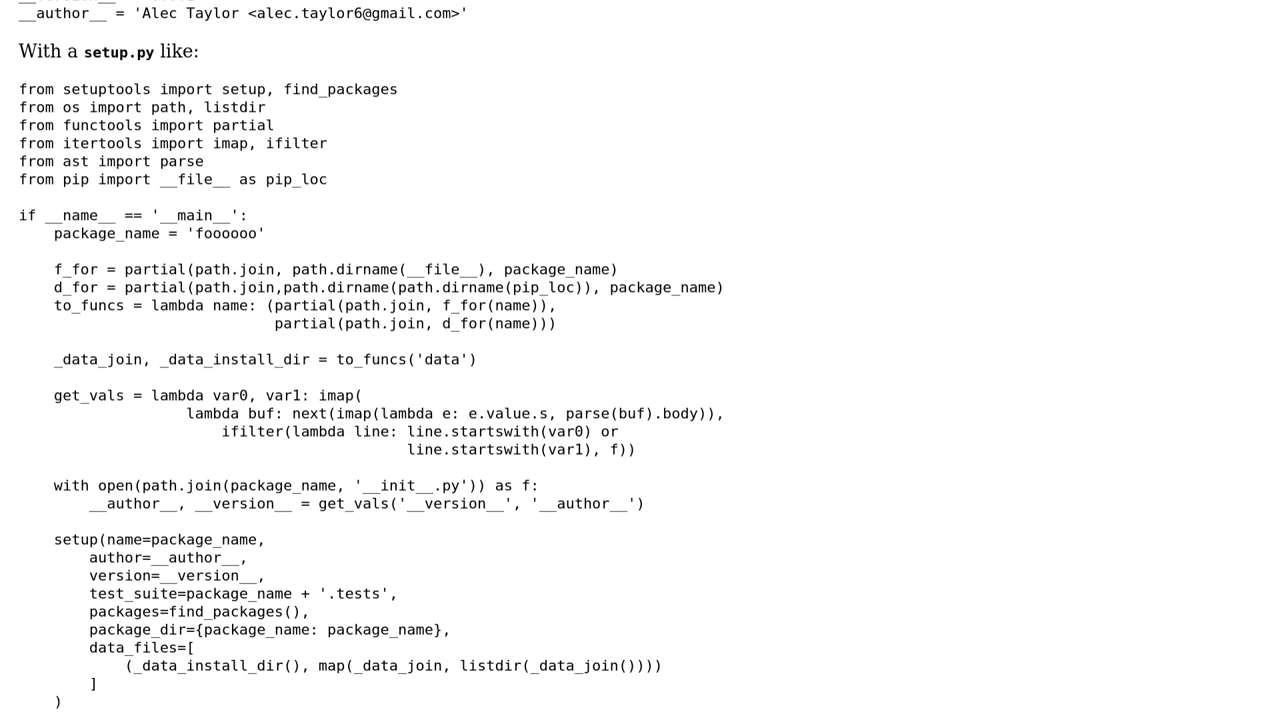 __author__ = 'Alec Taylor <alec.taylor6@gmail.com>'
With a setup.py like:
from setuptools import setup, find_packages
from os import path, listdir
from functools import partial
from itertools import imap, ifilter
from ast import parse
from pip import __file__ as pip_loc
if __name__ == '__main__':
    package_name = 'foooooo'
    f_for = partial(path.join, path.dirname(__file__), package_name)
    d_for = partial(path.join,path.dirname(path.dirname(pip_loc)), package_name)
    to_funcs = lambda name: (partial(path.join, f_for(name)),
                             partial(path.join, d_for(name)))
    _data_join, _data_install_dir = to_funcs('data')
    get_vals = lambda var0, var1: imap(
                   lambda buf: next(imap(lambda e: e.value.s, parse(buf).body)),
                       ifilter(lambda line: line.startswith(var0) or
                                            line.startswith(var1), f))
    with open(path.join(package_name, '__init__.py')) as f:
        __author__, __version__ = get_vals('__version__', '__author__')
    setup(name=package_name,
        author=__author__,
        version=__version__,
        test_suite=package_name + '.tests',
        packages=find_packages(),
        package_dir={package_name: package_name},
        data_files=[
            (_data_install_dir(), map(_data_join, listdir(_data_join())))
        ]
    )